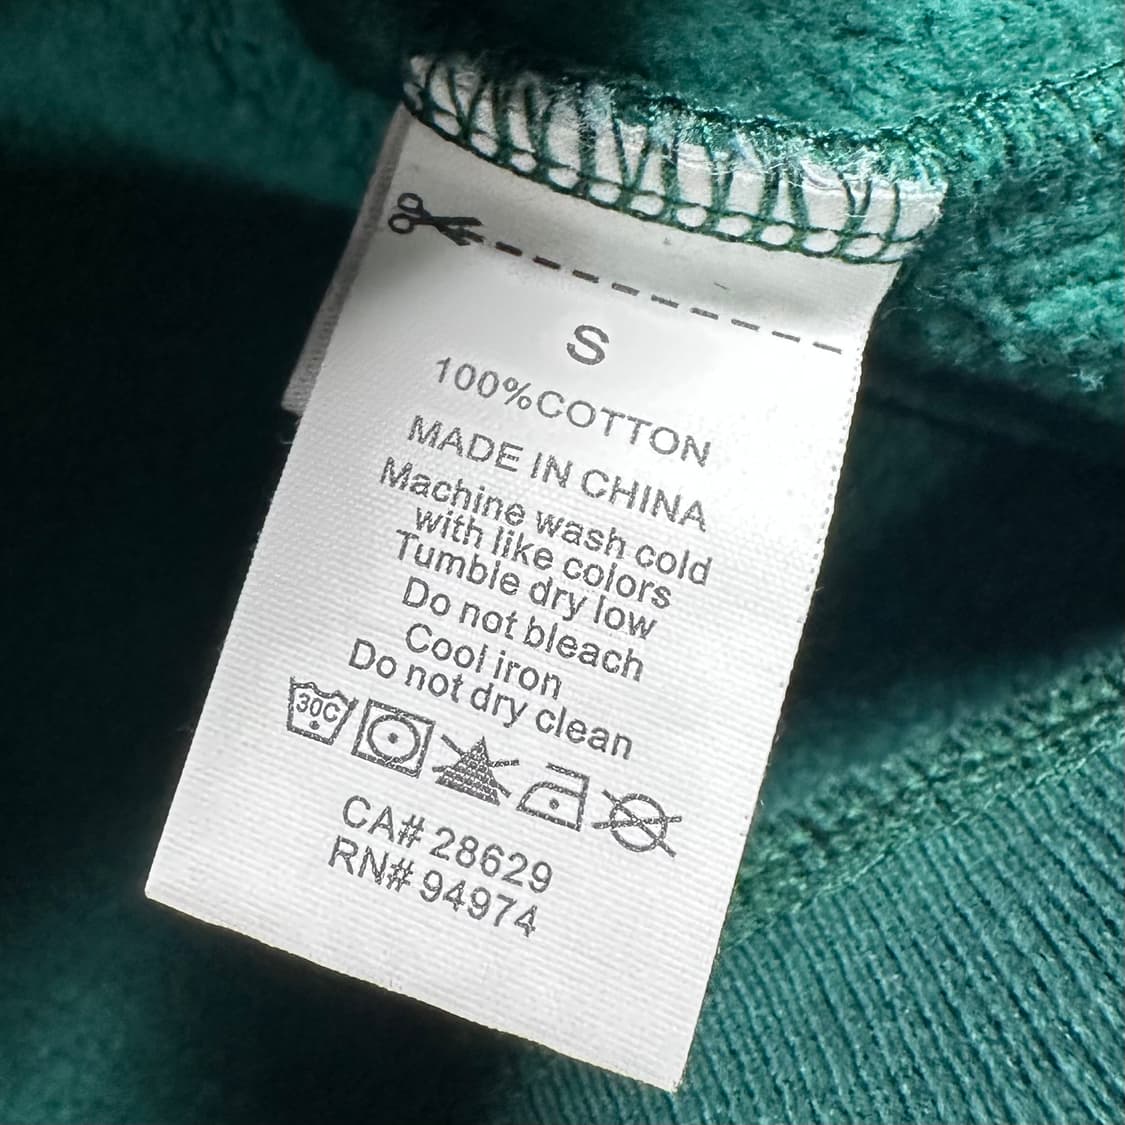 S
100%COTTON
MADE IN CHINA
Machine wash cold
with like colors
Tumble dry low
Do not bleach
Cool iron
Do not dry clean
30C
CA# 28629
RN# 94974